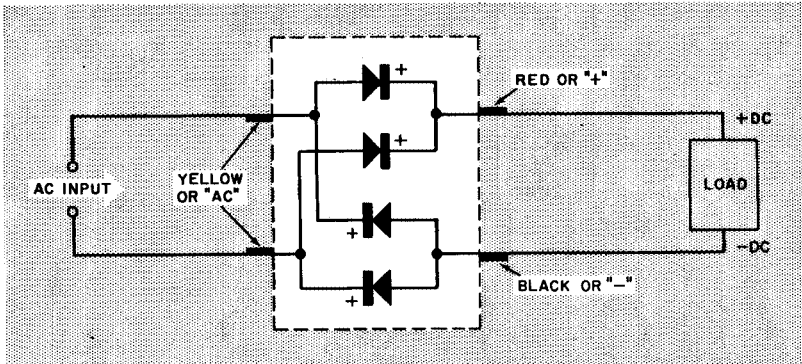 +
RED OR "+"
+DC
+
AC INPUT
YELLOW
OR "AC"
LOAD
+
-DC
+
BLACK OR "-"